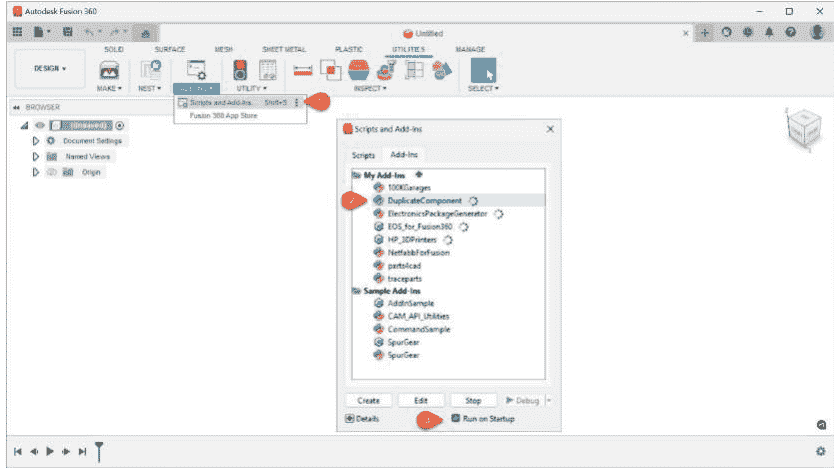 Autodesk Fusion 360
Untitled
SOLID SURFACE MESH SHEET METAL PLASTIC UTILITIES MANAGE
DESIGN
MAKE NEST UTILITY INSPECT SELECT
Scripts and Add-Ins... Shift+S
Fusion 360 App Store
BROWSER
(Unsaved)
Document Settings
Named Views
Origin
Scripts and Add-Ins
Scripts Add-Ins
My Add-Ins
100KGarages
DuplicateComponent
ElectronicsPackageGenerator
EOS_for_Fusion360
HP_3DPrinters
NetfabbForFusion
parts4cad
traceparts
Sample Add-Ins
AddInSample
CAM_API_Utilities
CommandSample
SpurGear
SpurGear
Create Edit Stop Debug
Details Run on Startup